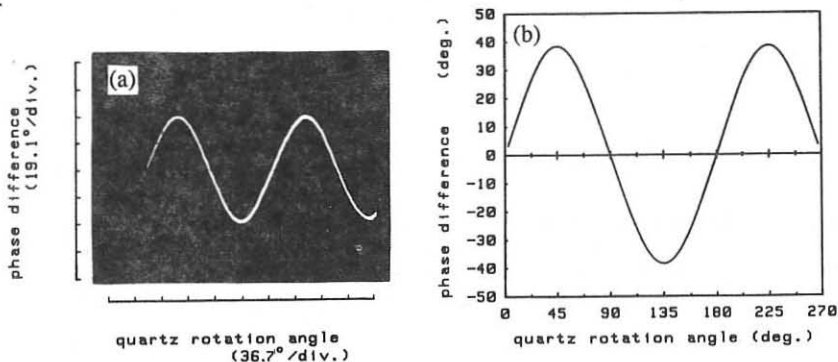 (a)
phase difference
(19.1°/div.)
quartz rotation angle
(36.7°/div.)
(b)
phase difference (deg.)
50
40
30
20
10
0
-10
-20
-30
-40
-50
0 45 90 135 180 225 270
quartz rotation angle (deg.)